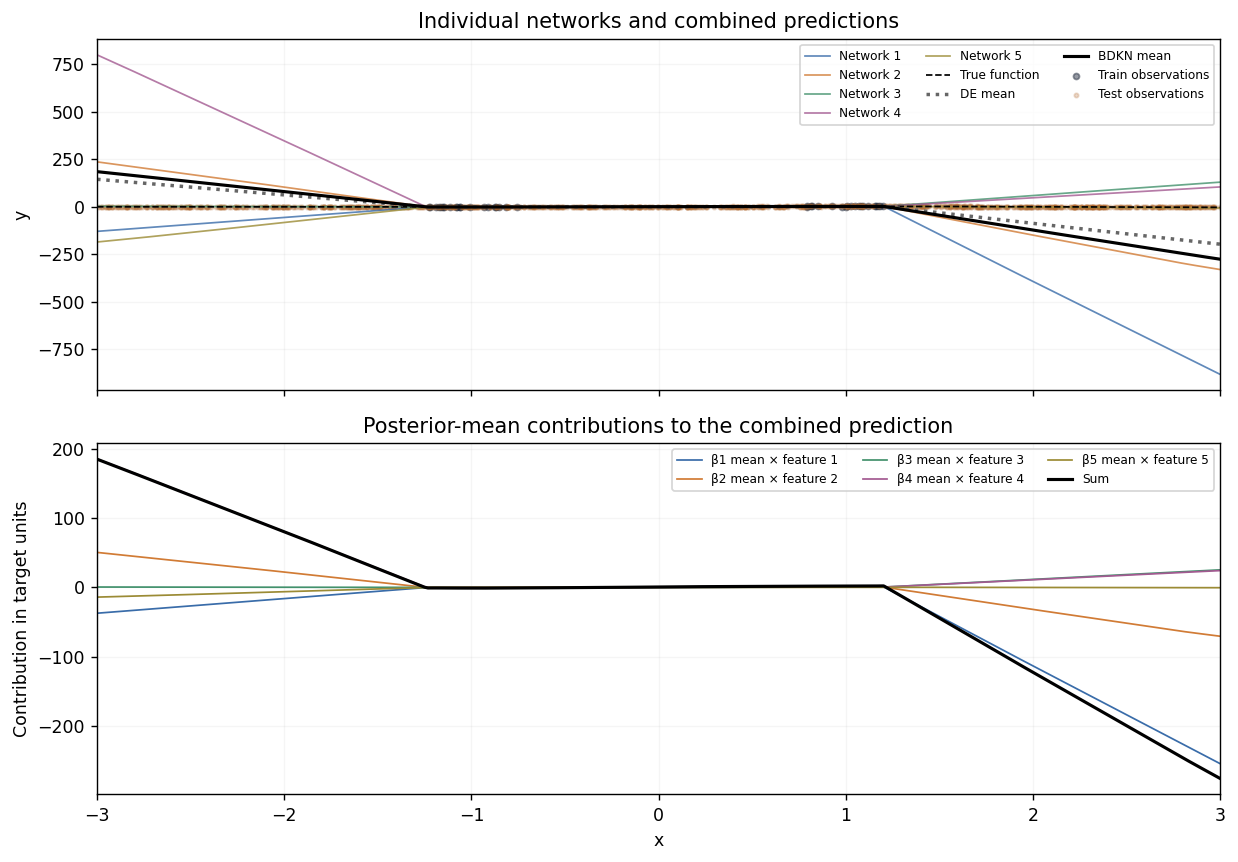 Individual networks and combined predictions
Network 1
Network 2
Network 3
Network 4
Network 5
True function
DE mean
BDKN mean
Train observations
Test observations
750
500
250
0
−250
−500
−750
y
Posterior-mean contributions to the combined prediction
β1 mean × feature 1
β2 mean × feature 2
β3 mean × feature 3
β4 mean × feature 4
β5 mean × feature 5
Sum
200
100
0
−100
−200
Contribution in target units
−3
−2
−1
0
1
2
3
x